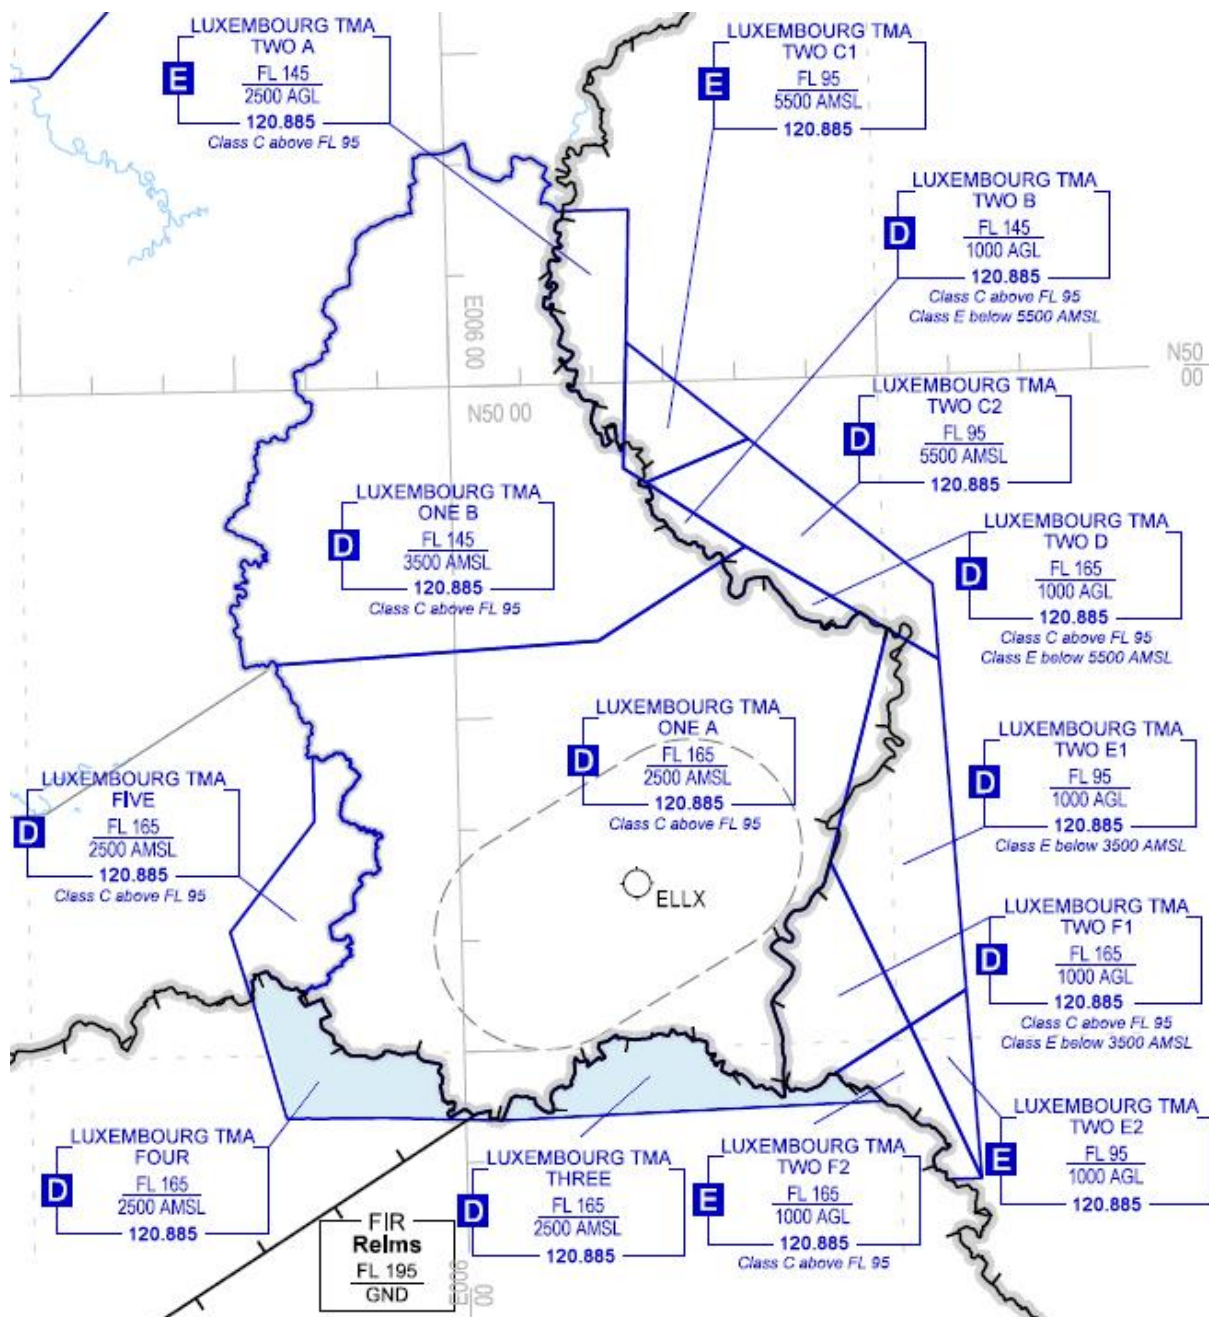 LUXEMBOURG TMA
TWO A
E
FL 145
2500 AGL
120.885
Class C above FL 95
LUXEMBOURG TMA
TWO C1
E
FL 95
5500 AMSL
120.885
LUXEMBOURG TMA
TWO B
D
FL 145
1000 AGL
120.885
Class C above FL 95
Class E below 5500 AMSL
E006 00
N50 00
N50
00
LUXEMBOURG TMA
TWO C2
D
FL 95
5500 AMSL
120.885
LUXEMBOURG TMA
ONE B
D
FL 145
3500 AMSL
120.885
Class C above FL 95
LUXEMBOURG TMA
TWO D
D
FL 165
1000 AGL
120.885
Class C above FL 95
Class E below 5500 AMSL
LUXEMBOURG TMA
ONE A
D
FL 165
2500 AMSL
120.885
Class C above FL 95
LUXEMBOURG TMA
TWO E1
D
FL 95
1000 AGL
120.885
Class E below 3500 AMSL
LUXEMBOURG TMA
FIVE
D
FL 165
2500 AMSL
120.885
Class C above FL 95
ELLX
LUXEMBOURG TMA
TWO F1
D
FL 165
1000 AGL
120.885
Class C above FL 95
Class E below 3500 AMSL
LUXEMBOURG TMA
FOUR
D
FL 165
2500 AMSL
120.885
LUXEMBOURG TMA
THREE
D
FL 165
2500 AMSL
120.885
LUXEMBOURG TMA
TWO F2
E
FL 165
1000 AGL
120.885
Class C above FL 95
LUXEMBOURG TMA
TWO E2
E
FL 95
1000 AGL
120.885
FIR
Reims
FL 195
GND
E006
00